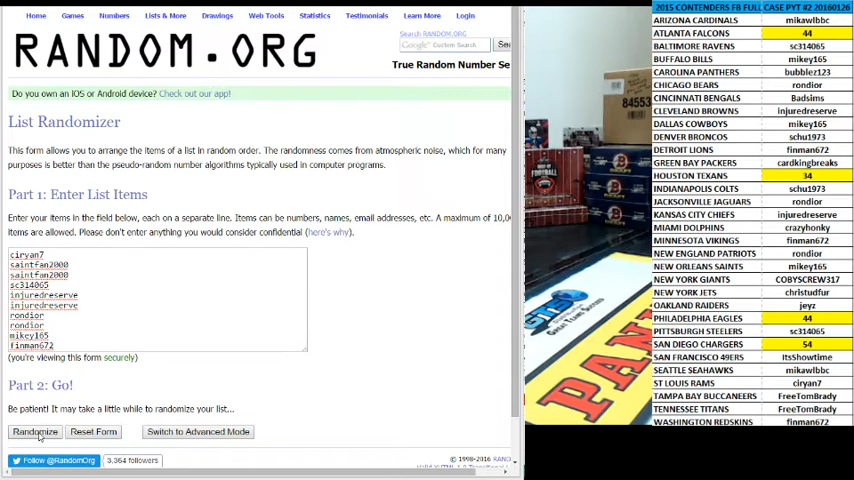 Home Games Numbers Lists & More Drawings Web Tools Statistics Testimonials Learn More Login
RANDOM.ORG
Search RANDOM.ORG
Google Custom Search
True Random Number Se
Do you own an iOS or Android device? Check out our app!
List Randomizer
This form allows you to arrange the items of a list in random order. The randomness comes from atmospheric noise, which for many
purposes is better than the pseudo-random number algorithms typically used in computer programs.
Part 1: Enter List Items
Enter your items in the field below, each on a separate line. Items can be numbers, names, email addresses, etc. A maximum of 10,0
items are allowed. Please don't enter anything you would consider confidential (here's why).
ciryan7
saintfan2000
saintfan2000
sc314065
injuredreserve
injuredreserve
rondior
rondior
mikey165
finman672
(you're viewing this form securely)
Part 2: Go!
Be patient! It may take a little while to randomize your list...
Randomize Reset Form Switch to Advanced Mode
Follow @RandomOrg 3,364 followers
© 1998-2016
84553
FOOTBALL
GTS
GREAT TEAMS SUCCEED
PANINI
2015 CONTENDERS FB FULL CASE PYT #2 20160126
ARIZONA CARDINALS mikawlbbc
ATLANTA FALCONS 44
BALTIMORE RAVENS sc314065
BUFFALO BILLS mikey165
CAROLINA PANTHERS bubblez123
CHICAGO BEARS rondior
CINCINNATI BENGALS Badsims
CLEVELAND BROWNS injuredreserve
DALLAS COWBOYS mikey165
DENVER BRONCOS schu1973
DETROIT LIONS finman672
GREEN BAY PACKERS cardkingbreaks
HOUSTON TEXANS 34
INDIANAPOLIS COLTS schu1973
JACKSONVILLE JAGUARS rondior
KANSAS CITY CHIEFS injuredreserve
MIAMI DOLPHINS crazyhonky
MINNESOTA VIKINGS finman672
NEW ENGLAND PATRIOTS rondior
NEW ORLEANS SAINTS mikey165
NEW YORK GIANTS COBYSCREW317
NEW YORK JETS christudfur
OAKLAND RAIDERS jeyz
PHILADELPHIA EAGLES 44
PITTSBURGH STEELERS sc314065
SAN DIEGO CHARGERS 54
SAN FRANCISCO 49ERS ItsShowtime
SEATTLE SEAHAWKS mikawlbbc
ST LOUIS RAMS ciryan7
TAMPA BAY BUCCANEERS FreeTomBrady
TENNESSEE TITANS FreeTomBrady
WASHINGTON REDSKINS finman672